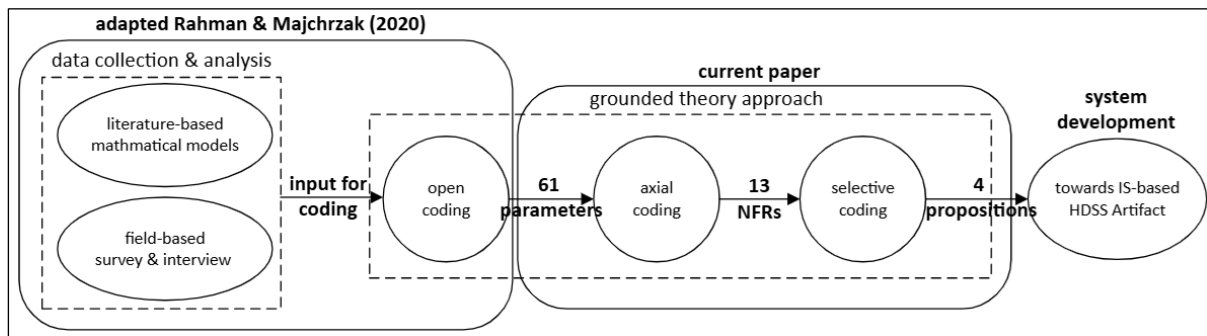 adapted Rahman & Majchrzak (2020)
data collection & analysis
literature-based
mathmatical models
field-based
survey & interview
input for
coding
open
coding
61
parameters
current paper
grounded theory approach
axial
coding
13
NFRs
selective
coding
4
propositions
system
development
towards IS-based
HDSS Artifact